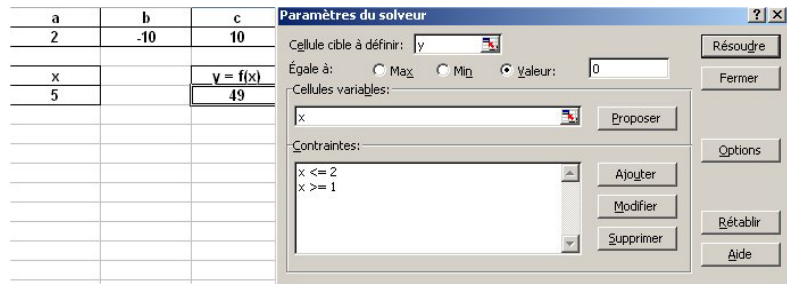 a b c
2 -10 10
x y = f(x)
5 49
Paramètres du solveur
Cellule cible à définir: y
Résoudre
Égale à: Max Min Valeur: 0
Fermer
Cellules variables:
x
Proposer
Contraintes:
Options
x <= 2
Ajouter
x >= 1
Modifier
Rétablir
Supprimer
Aide